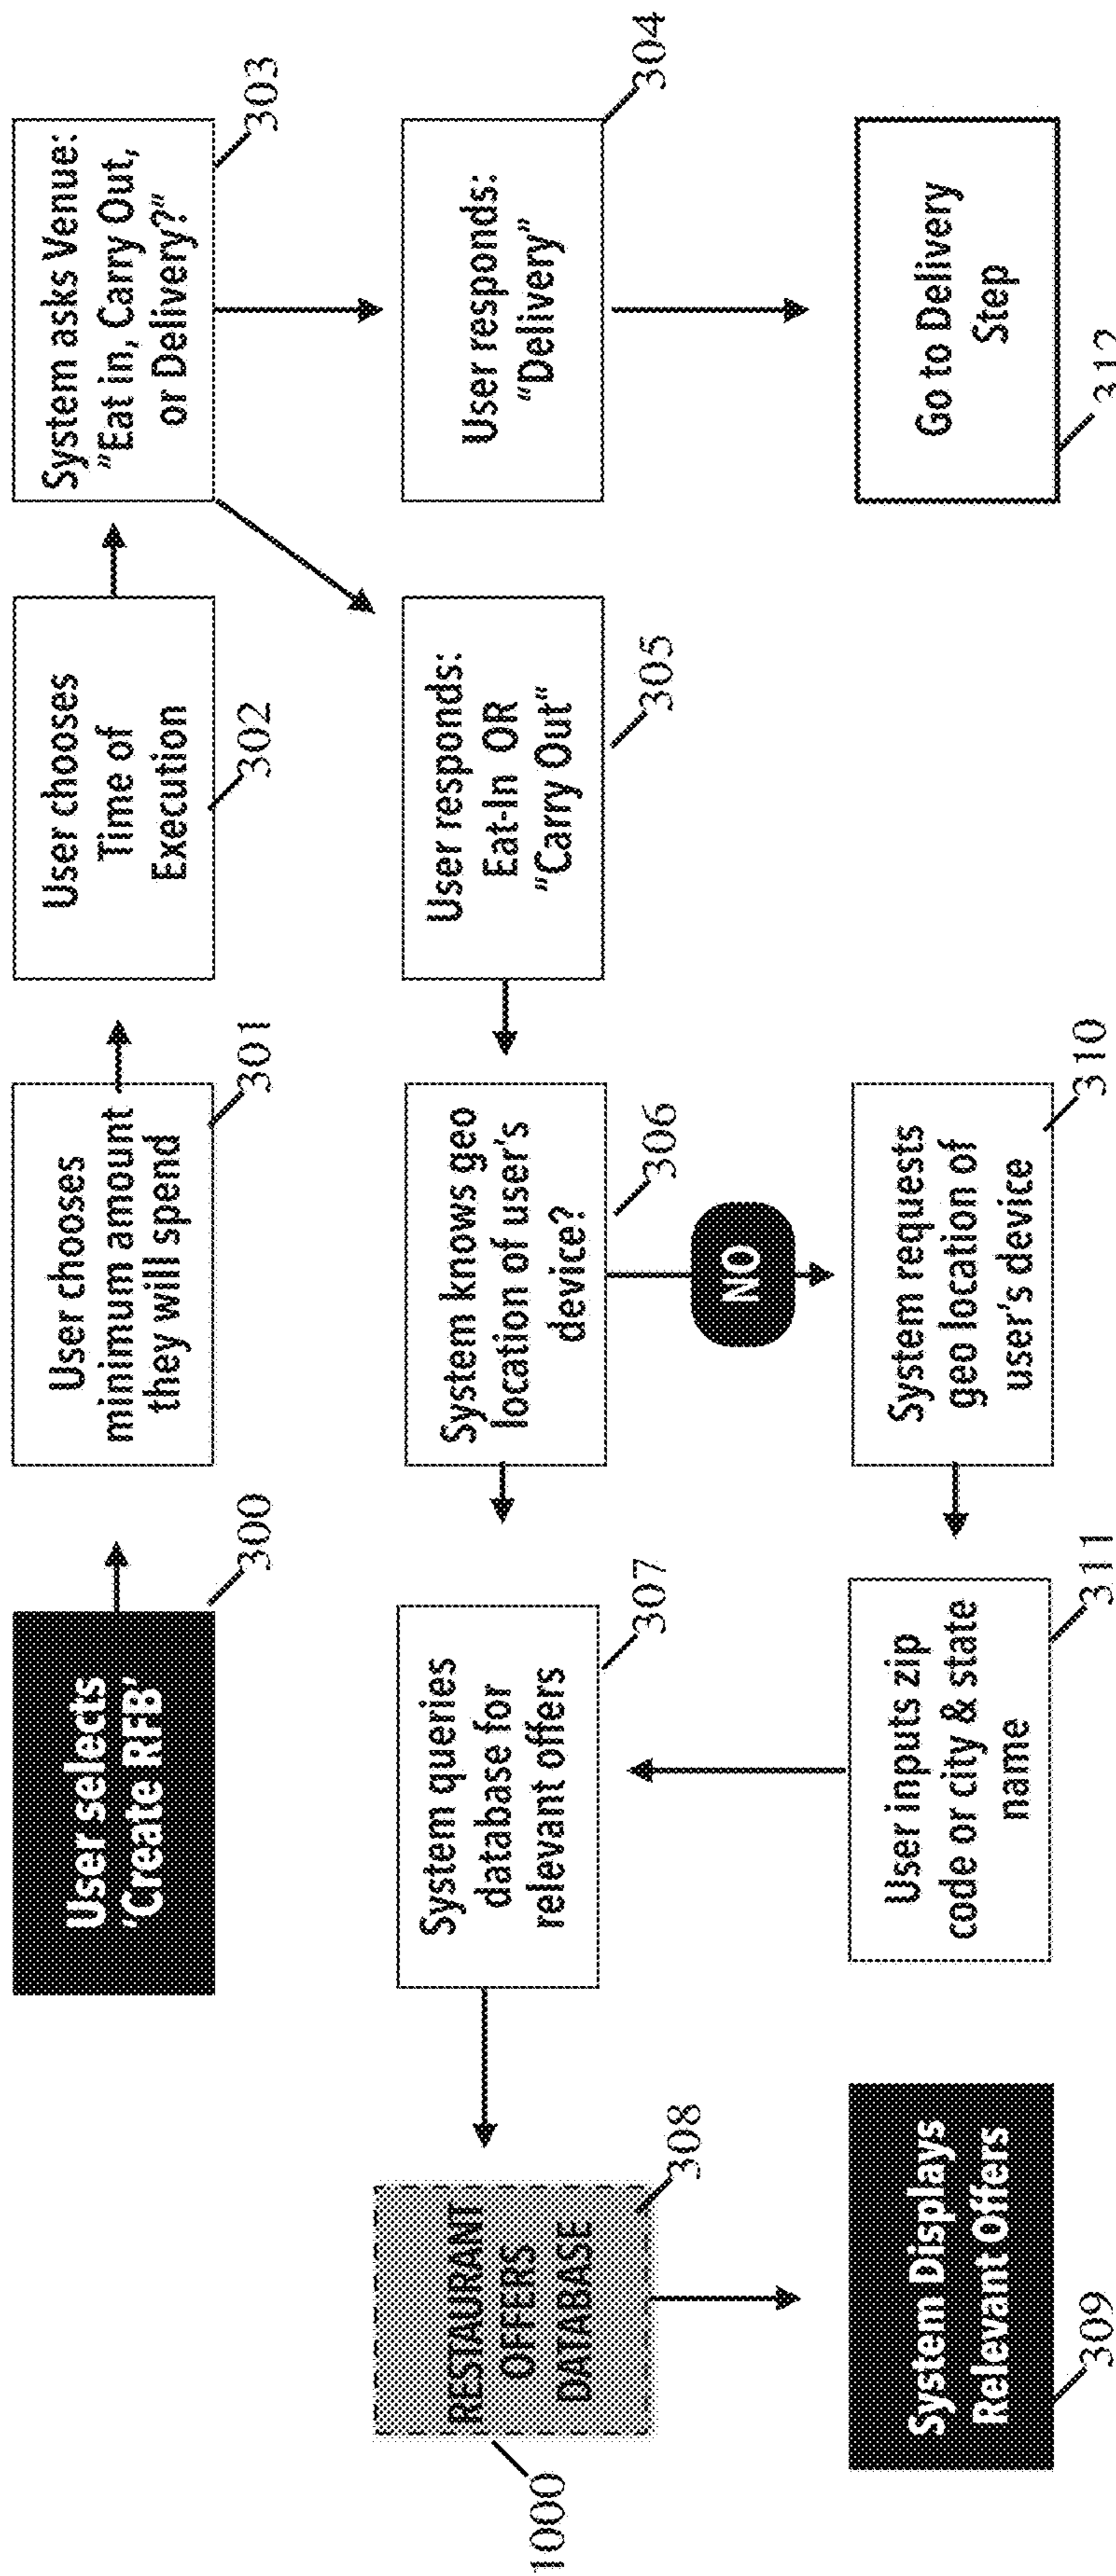 User selects
'Create RFB'
300
User chooses
minimum amount
they will spend
301
User chooses
Time of
Execution
302
System asks Venue:
"Eat in, Carry Out,
or Delivery?"
303
RESTAURANT
OFFERS
DATABASE
1000
308
System queries
database for
relevant offers
307
System knows geo
location of user's
device?
306
User responds:
Eat-In OR
"Carry Out"
305
User responds:
"Delivery"
304
NO
System Displays
Relevant Offers
309
User inputs zip
code or city & state
name
311
System requests
geo location of
user's device
310
Go to Delivery
Step
312